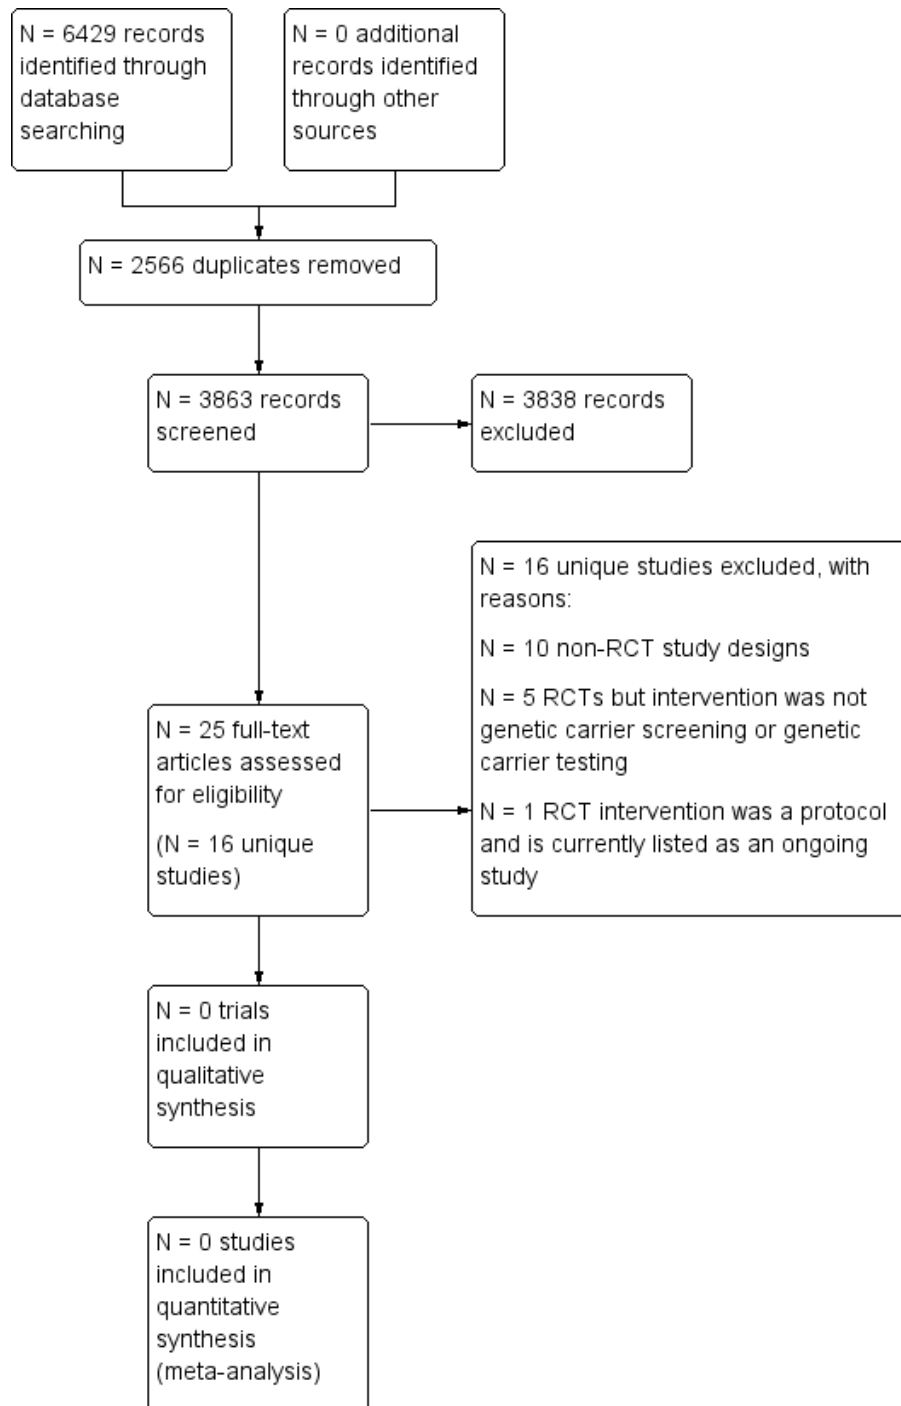 N = 6429 records
identified through
database
searching
N = 0 additional
records identified
through other
sources
N = 2566 duplicates removed
N = 3863 records
screened
N = 3838 records
excluded
N = 25 full-text
articles assessed
for eligibility
(N = 16 unique
studies)
N = 16 unique studies excluded, with
reasons:
N = 10 non-RCT study designs
N = 5 RCTs but intervention was not
genetic carrier screening or genetic
carrier testing
N = 1 RCT intervention was a protocol
and is currently listed as an ongoing
study
N = 0 trials
included in
qualitative
synthesis
N = 0 studies
included in
quantitative
synthesis
(meta-analysis)